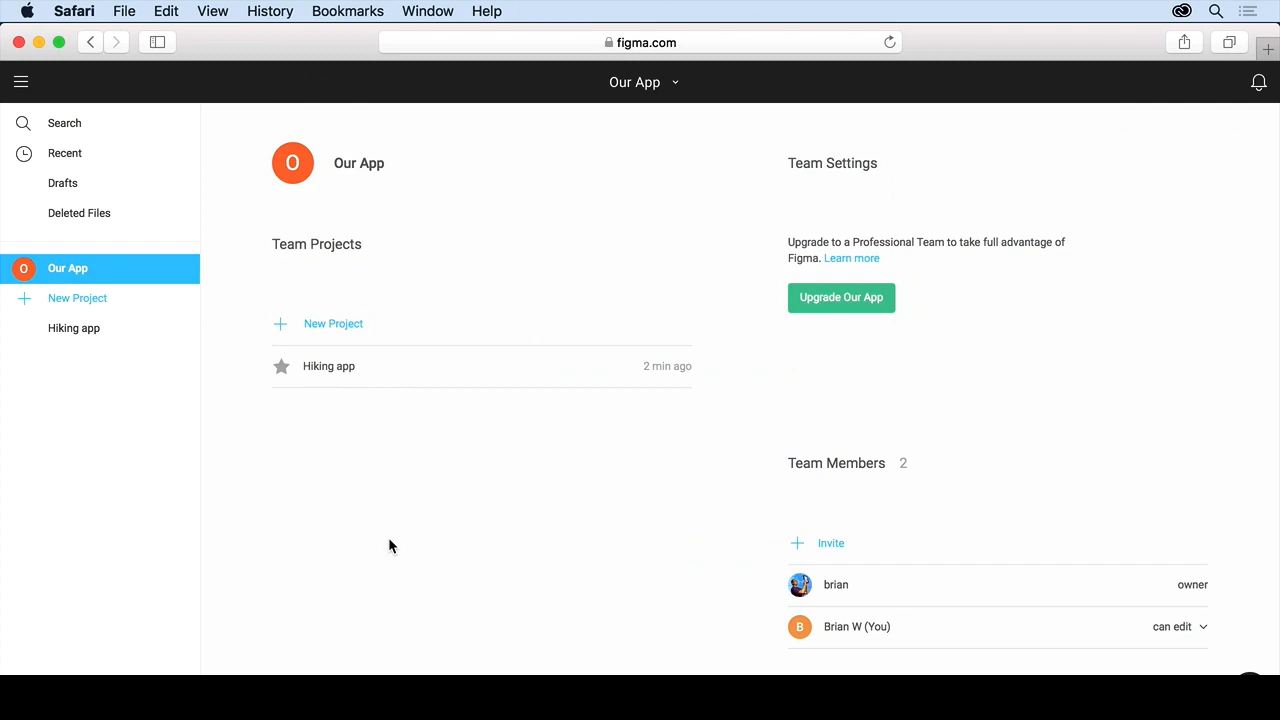 Safari File Edit View History Bookmarks Window Help
figma.com
Our App
Search
Recent
Drafts
Deleted Files
O Our App
New Project
Hiking app
O Our App
Team Projects
New Project
Hiking app 2 min ago
Team Settings
Upgrade to a Professional Team to take full advantage of
Figma. Learn more
Upgrade Our App
Team Members 2
Invite
brian owner
B Brian W (You) can edit